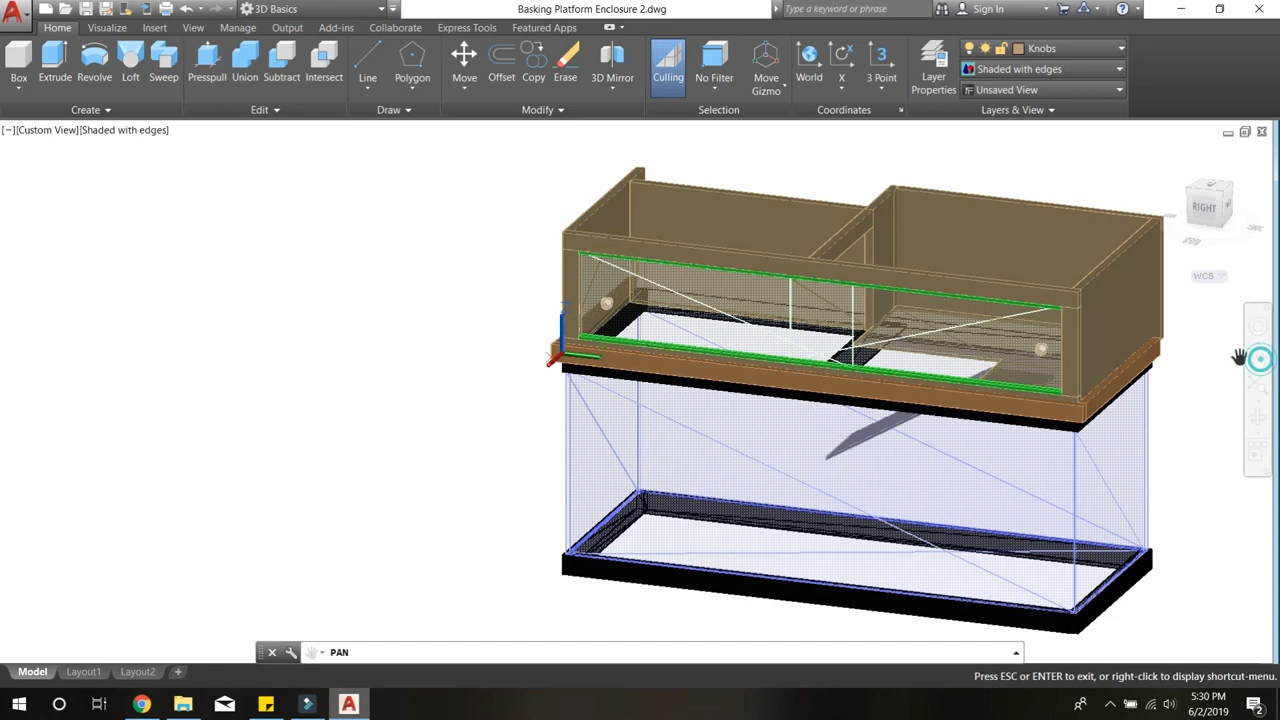 3D Basics
Basking Platform Enclosure 2.dwg
Type a keyword or phrase
Sign In
Home
Visualize
Insert
View
Manage
Output
Add-ins
Collaborate
Express Tools
Featured Apps
Box
Extrude
Revolve
Loft
Sweep
Presspull
Union
Subtract
Intersect
Line
Polygon
Move
Offset
Copy
Erase
3D Mirror
Culling
No Filter
Move
Gizmo
World
X
3 Point
Layer
Properties
Knobs
Shaded with edges
Unsaved View
Create
Edit
Draw
Modify
Selection
Coordinates
Layers & View
[−][Custom View][Shaded with edges]
RIGHT
WCS
PAN
Model
Layout1
Layout2
Press ESC or ENTER to exit, or right-click to display shortcut-menu.
5:30 PM
6/2/2019
2